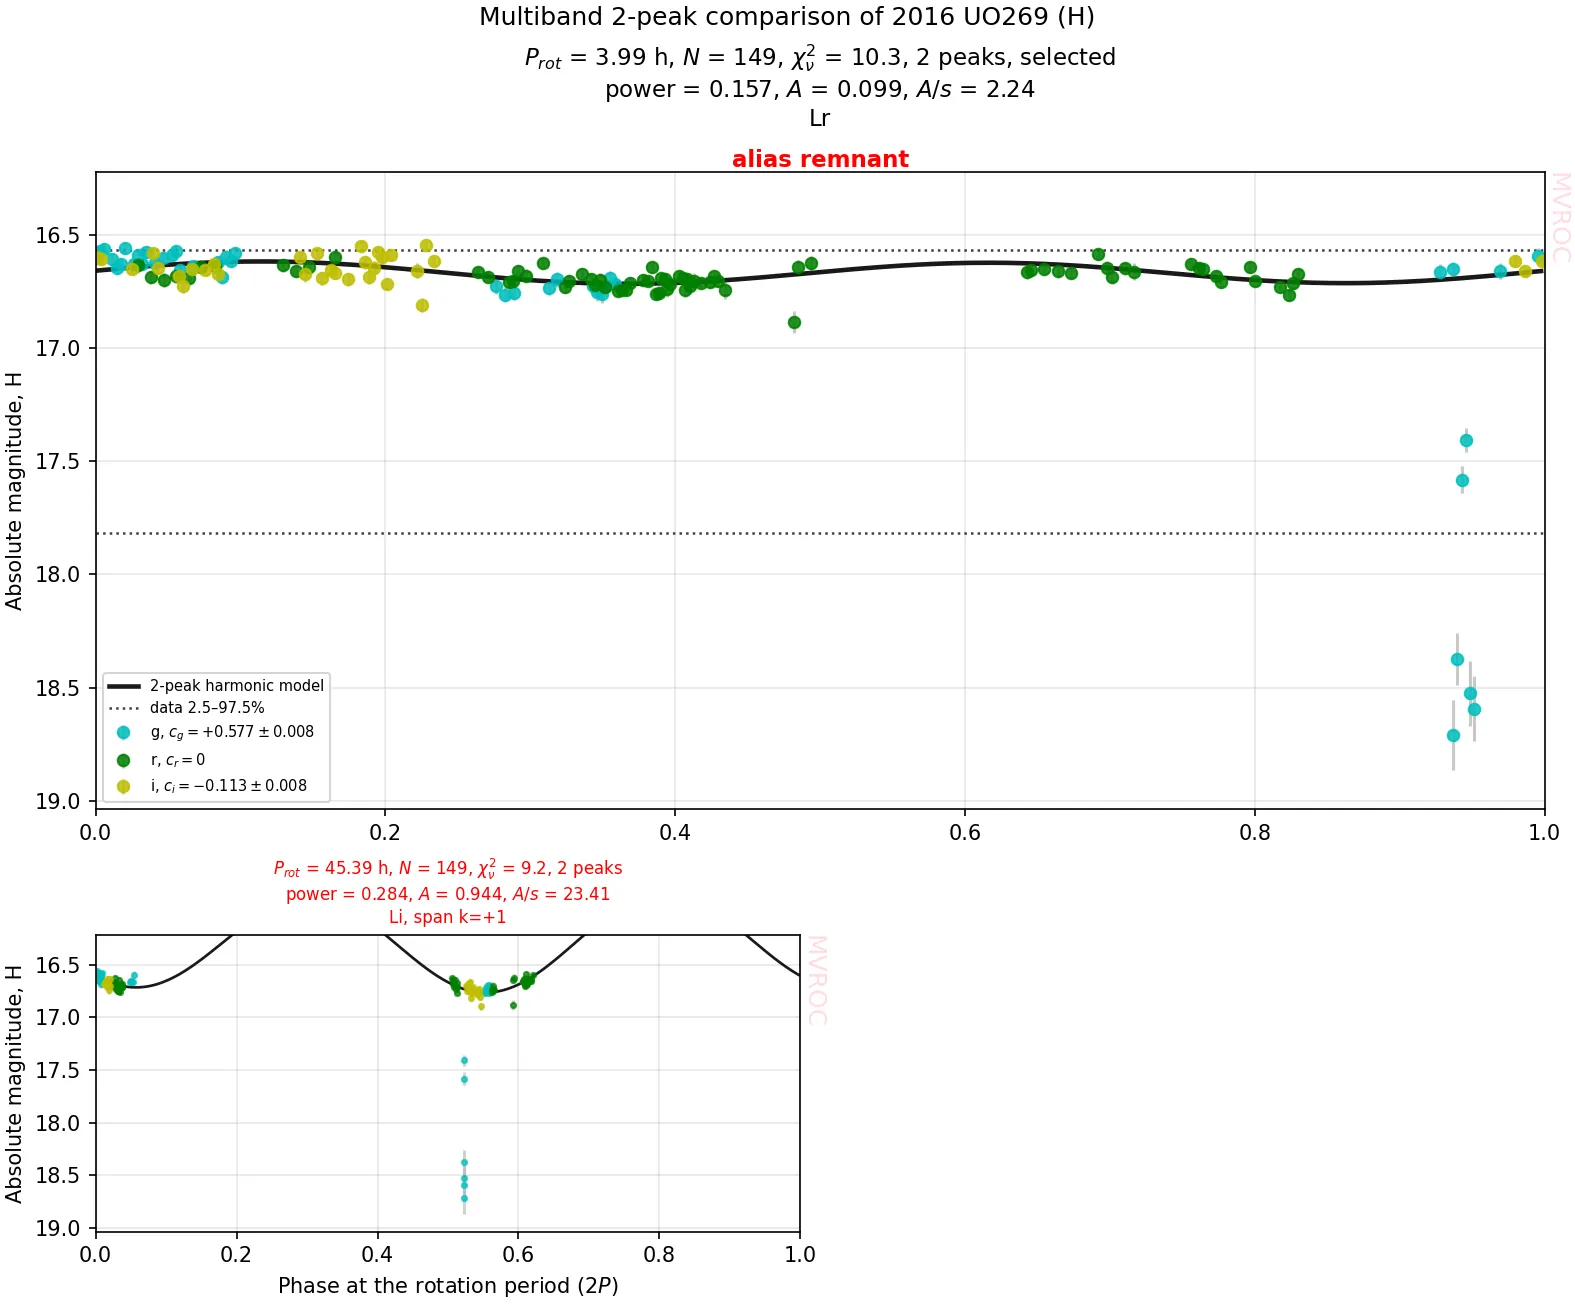 Multiband 2-peak comparison of 2016 UO269 (H)
P_rot = 3.99 h, N = 149, χ²_ν = 10.3, 2 peaks, selected
power = 0.157, A = 0.099, A/s = 2.24
Lr
alias remnant
MVROC
Absolute magnitude, H
16.5
17.0
17.5
18.0
18.5
19.0
2-peak harmonic model
data 2.5–97.5%
g, c_g = +0.577 ± 0.008
r, c_r = 0
i, c_i = −0.113 ± 0.008
0.0 0.2 0.4 0.6 0.8 1.0
P_rot = 45.39 h, N = 149, χ²_ν = 9.2, 2 peaks
power = 0.284, A = 0.944, A/s = 23.41
Li, span k=+1
MVROC
Absolute magnitude, H
16.5
17.0
17.5
18.0
18.5
19.0
0.0 0.2 0.4 0.6 0.8 1.0
Phase at the rotation period (2P)